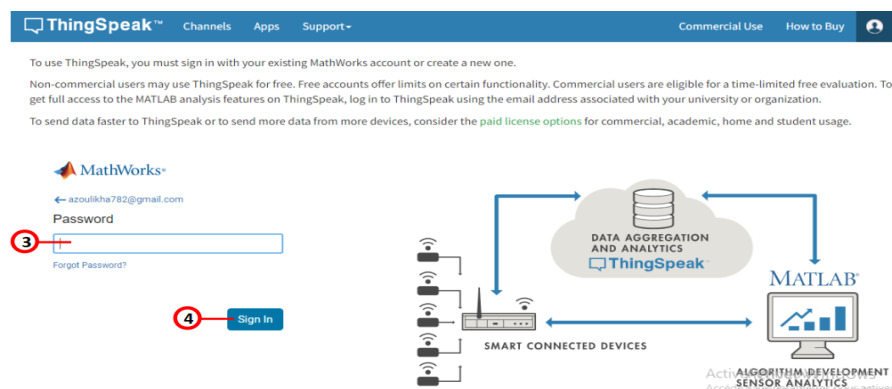 ThingSpeak™ Channels Apps Support Commercial Use How to Buy
To use ThingSpeak, you must sign in with your existing MathWorks account or create a new one.
Non-commercial users may use ThingSpeak for free. Free accounts offer limits on certain functionality. Commercial users are eligible for a time-limited free evaluation. To
get full access to the MATLAB analysis features on ThingSpeak, log in to ThingSpeak using the email address associated with your university or organization.
To send data faster to ThingSpeak or to send more data from more devices, consider the paid license options for commercial, academic, home and student usage.
MathWorks®
azoulikha782@gmail.com
Password
3
Forgot Password?
4 Sign In
DATA AGGREGATION
AND ANALYTICS
ThingSpeak
MATLAB
SMART CONNECTED DEVICES
ALGORITHM DEVELOPMENT
SENSOR ANALYTICS